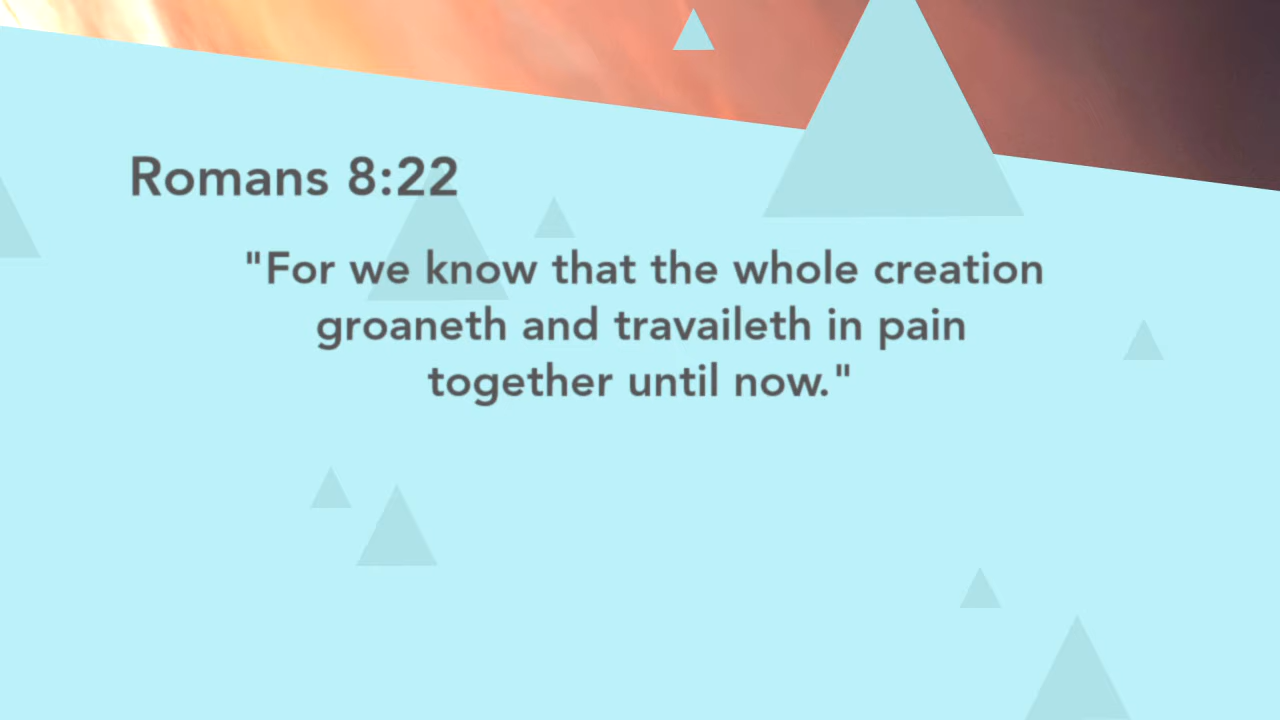 Romans 8:22
"For we know that the whole creation
groaneth and travaileth in pain
together until now."